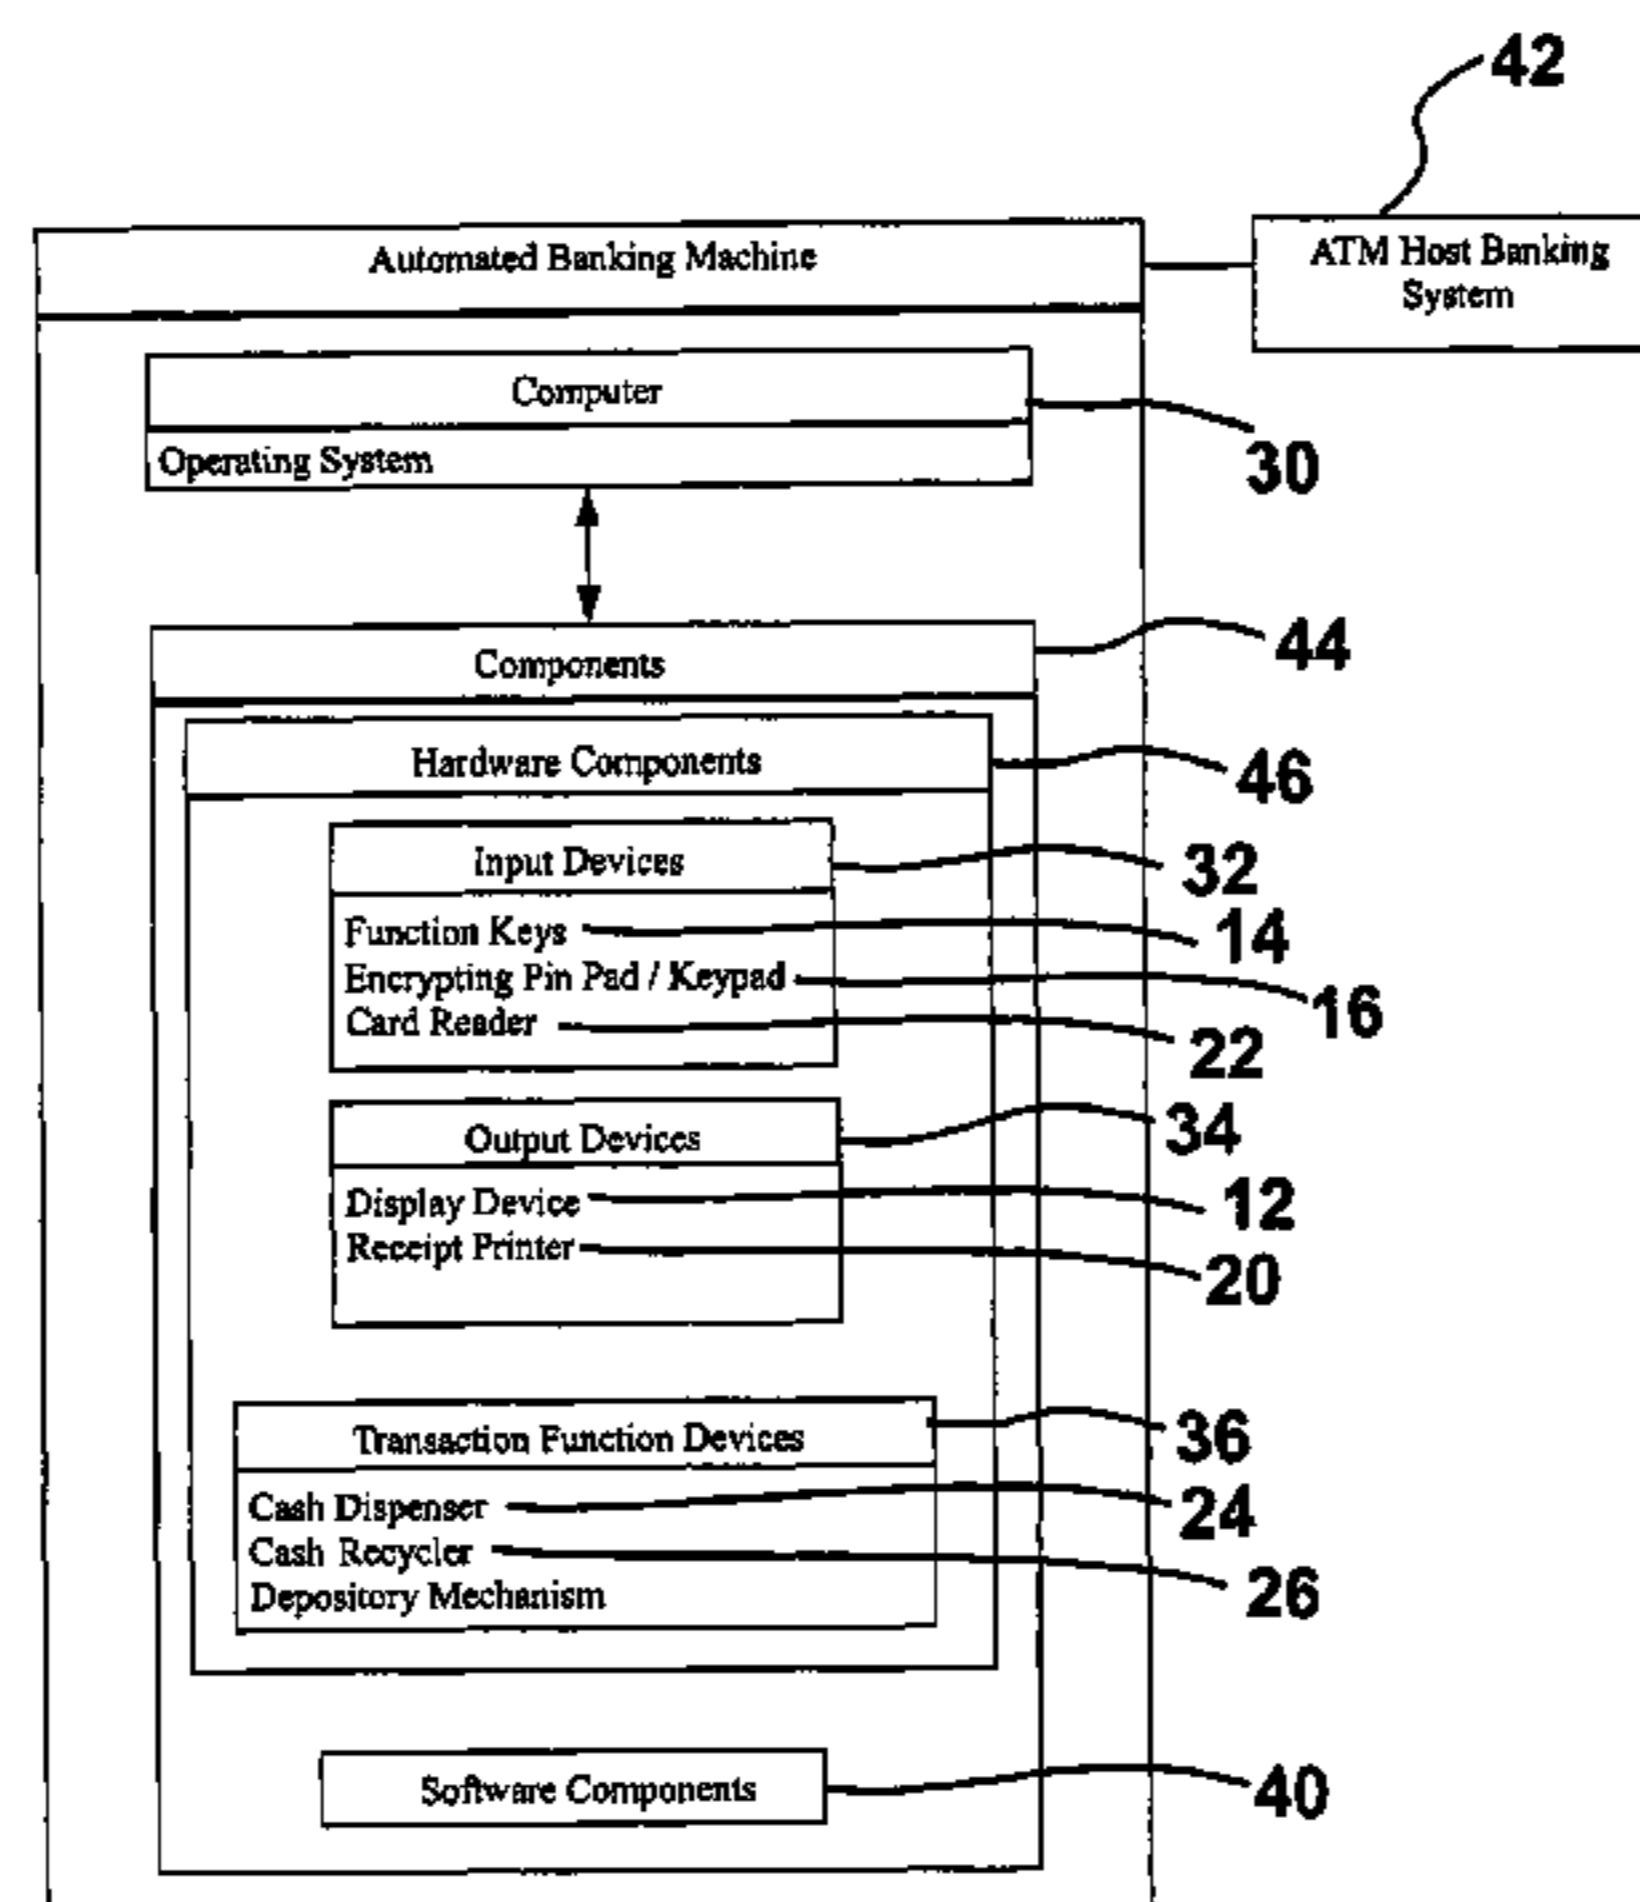 42
Automated Banking Machine
ATM Host Banking
System
Computer
30
Operating System
Components
44
Hardware Components
46
Input Devices
32
Function Keys
14
Encrypting Pin Pad / Keypad
16
Card Reader
22
Output Devices
34
Display Device
12
Receipt Printer
20
Transaction Function Devices
36
Cash Dispenser
24
Cash Recycler
26
Depository Mechanism
Software Components
40